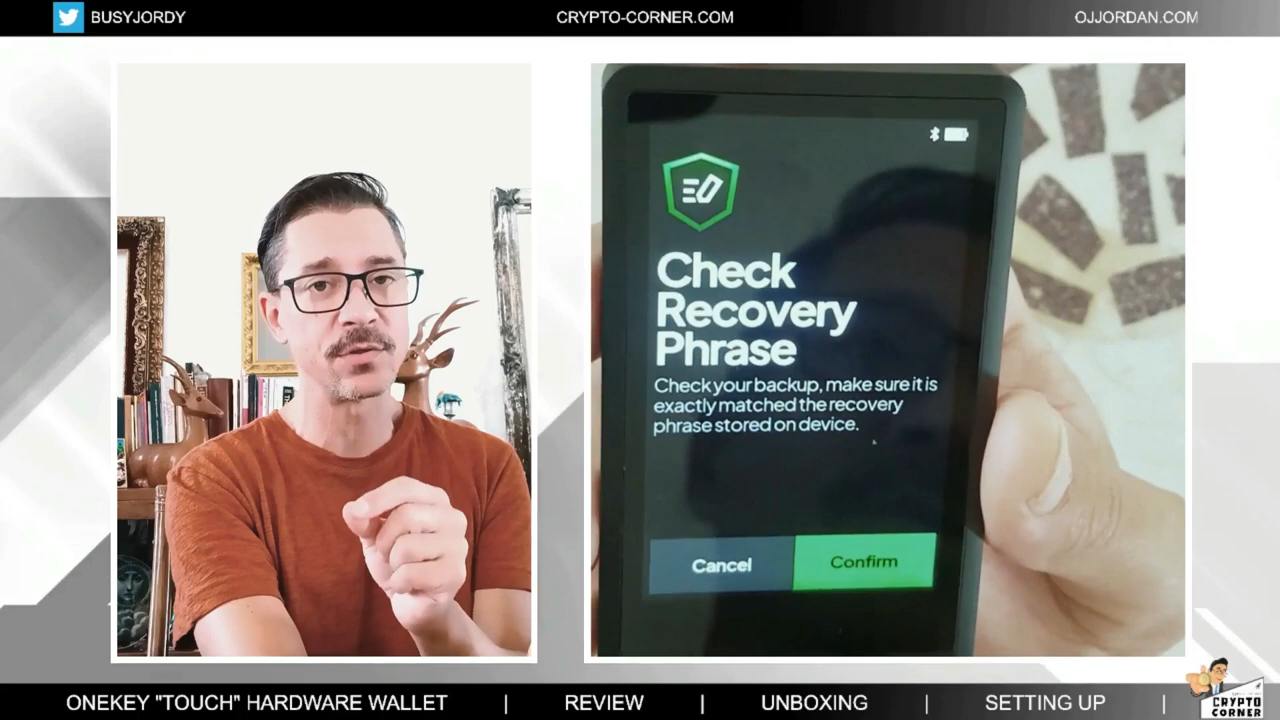 BUSYJORDY
CRYPTO-CORNER.COM
OJJORDAN.COM
Check
Recovery
Phrase
Check your backup, make sure it is
exactly matched the recovery
phrase stored on device.
Cancel
Confirm
ONEKEY "TOUCH" HARDWARE WALLET | REVIEW | UNBOXING | SETTING UP |
CRYPTO
CORNER